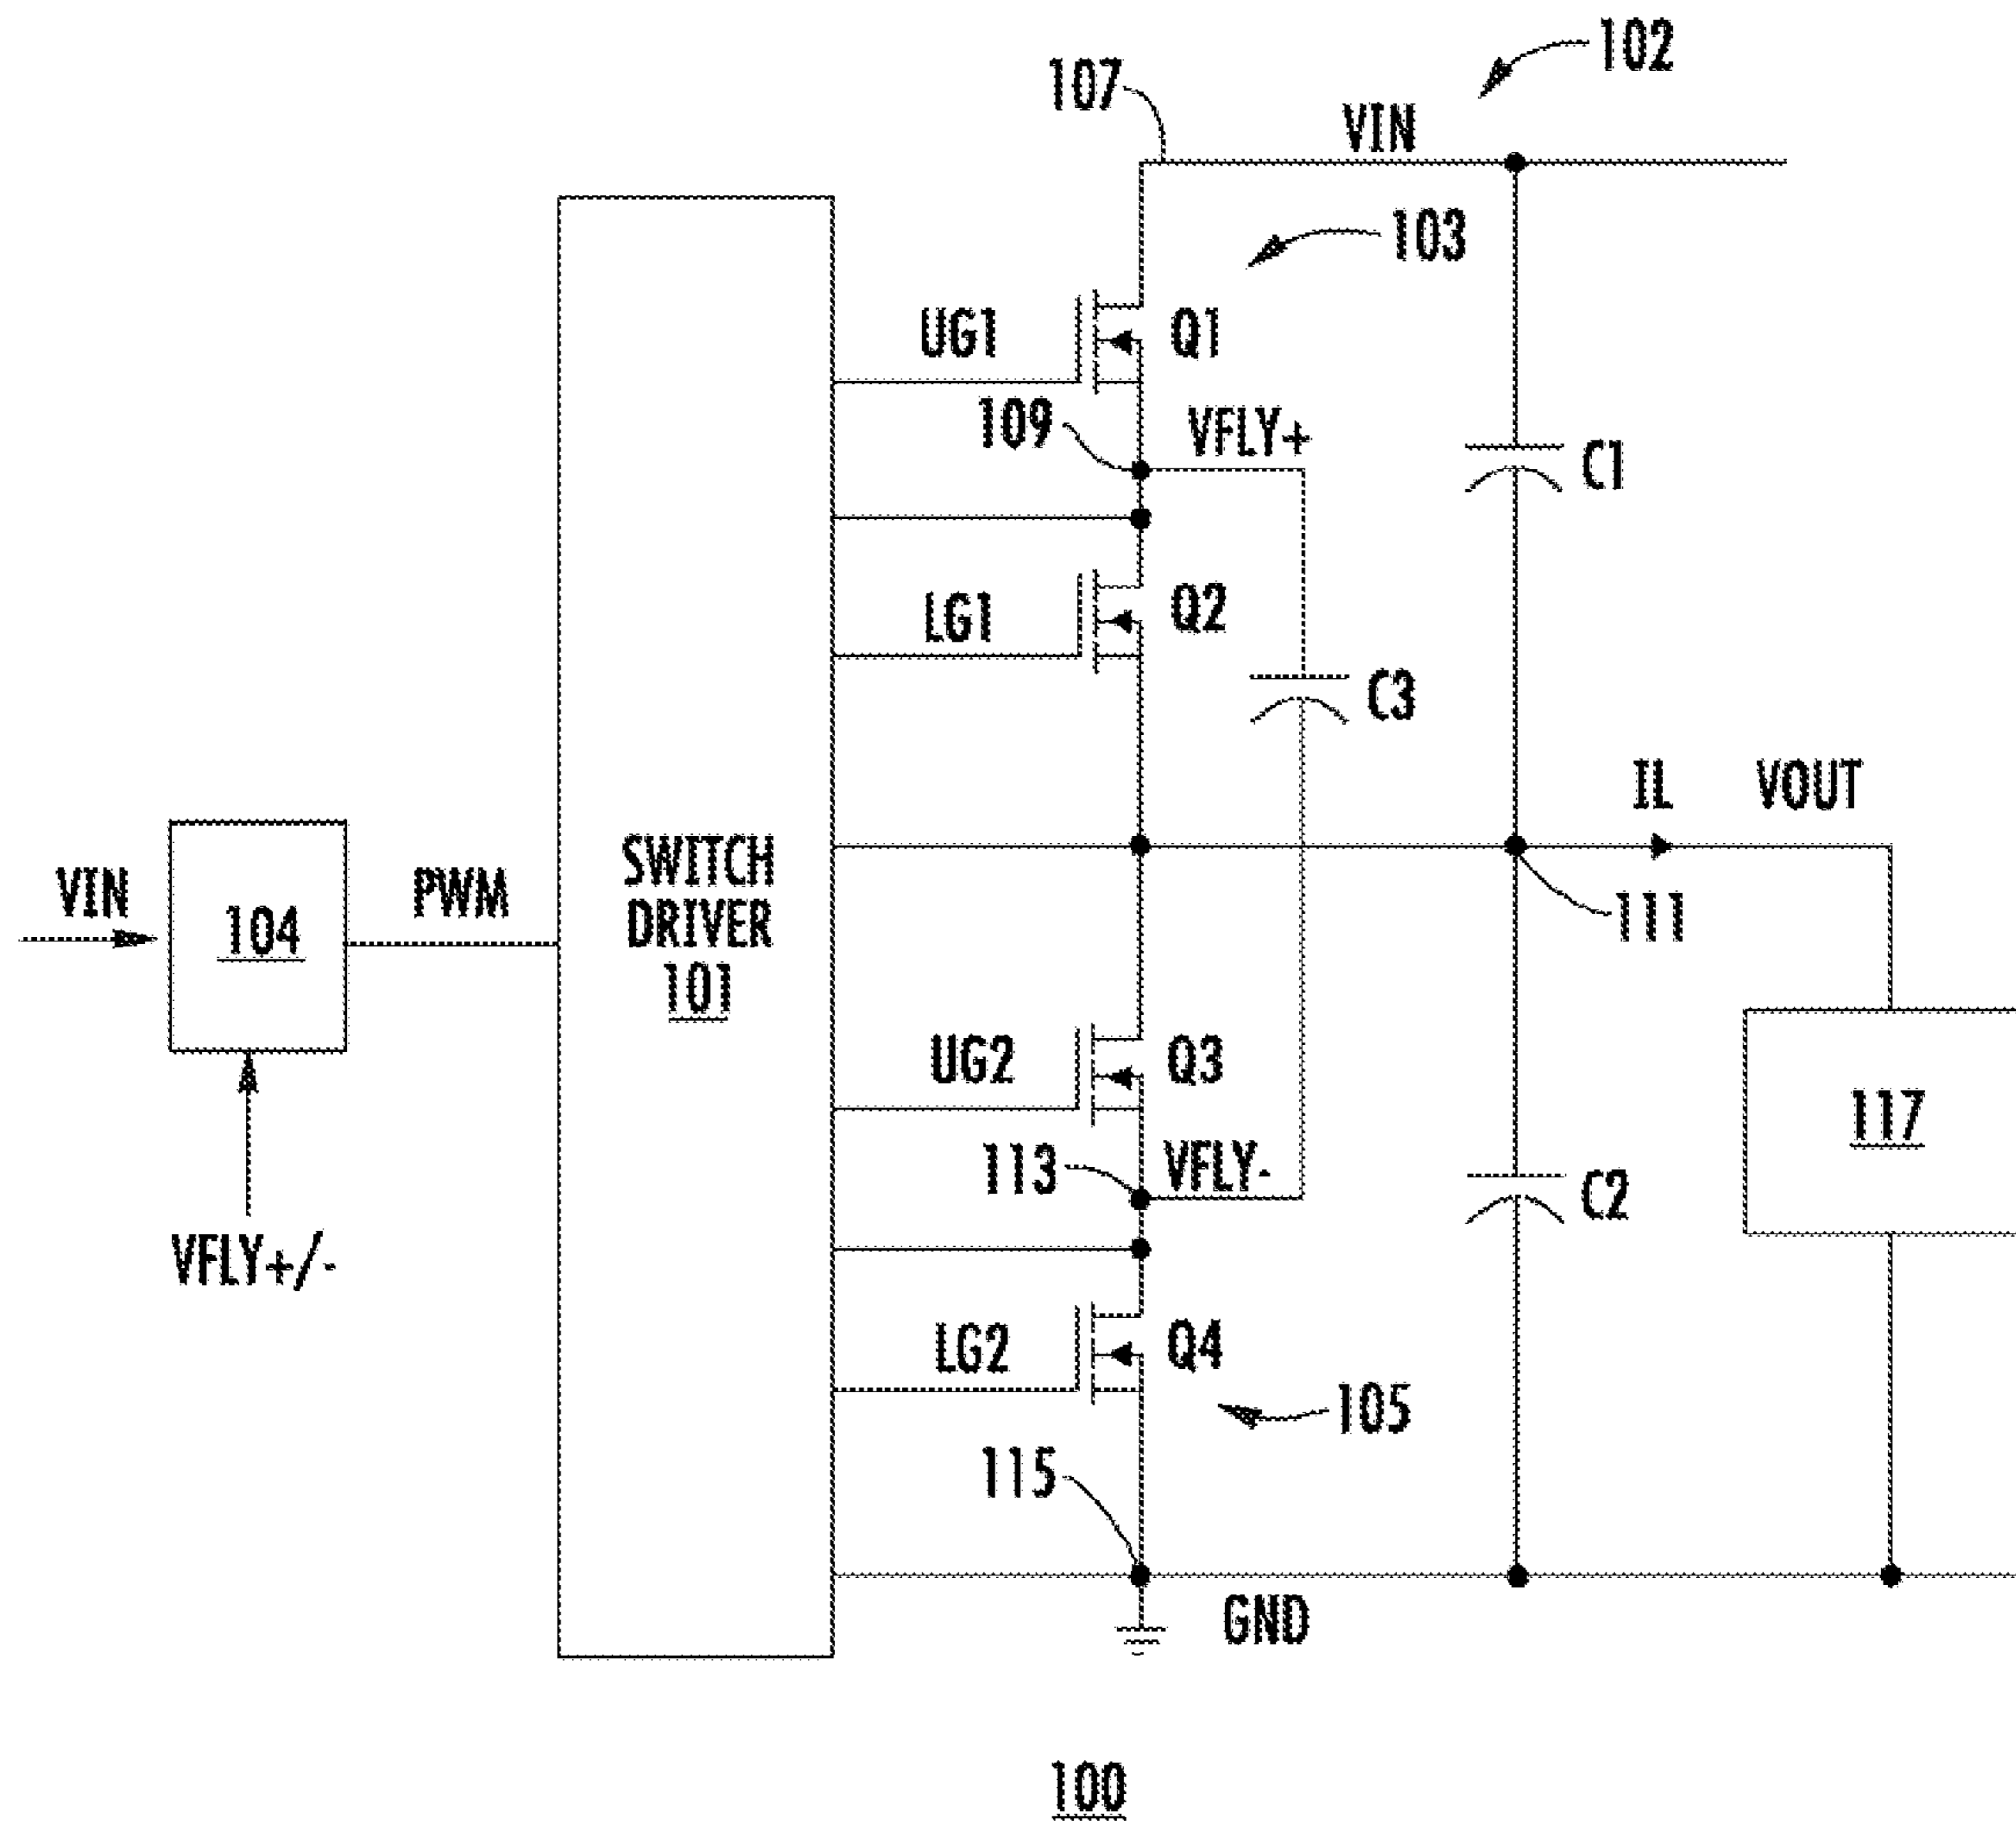 102
107
VIN
103
UG1
Q1
109
VFLY+
C1
LG1
Q2
C3
IL
VOUT
VIN
104
PWM
SWITCH
DRIVER
101
111
UG2
Q3
117
113
VFLY-
C2
VFLY+/-
LG2
Q4
105
115
GND
100